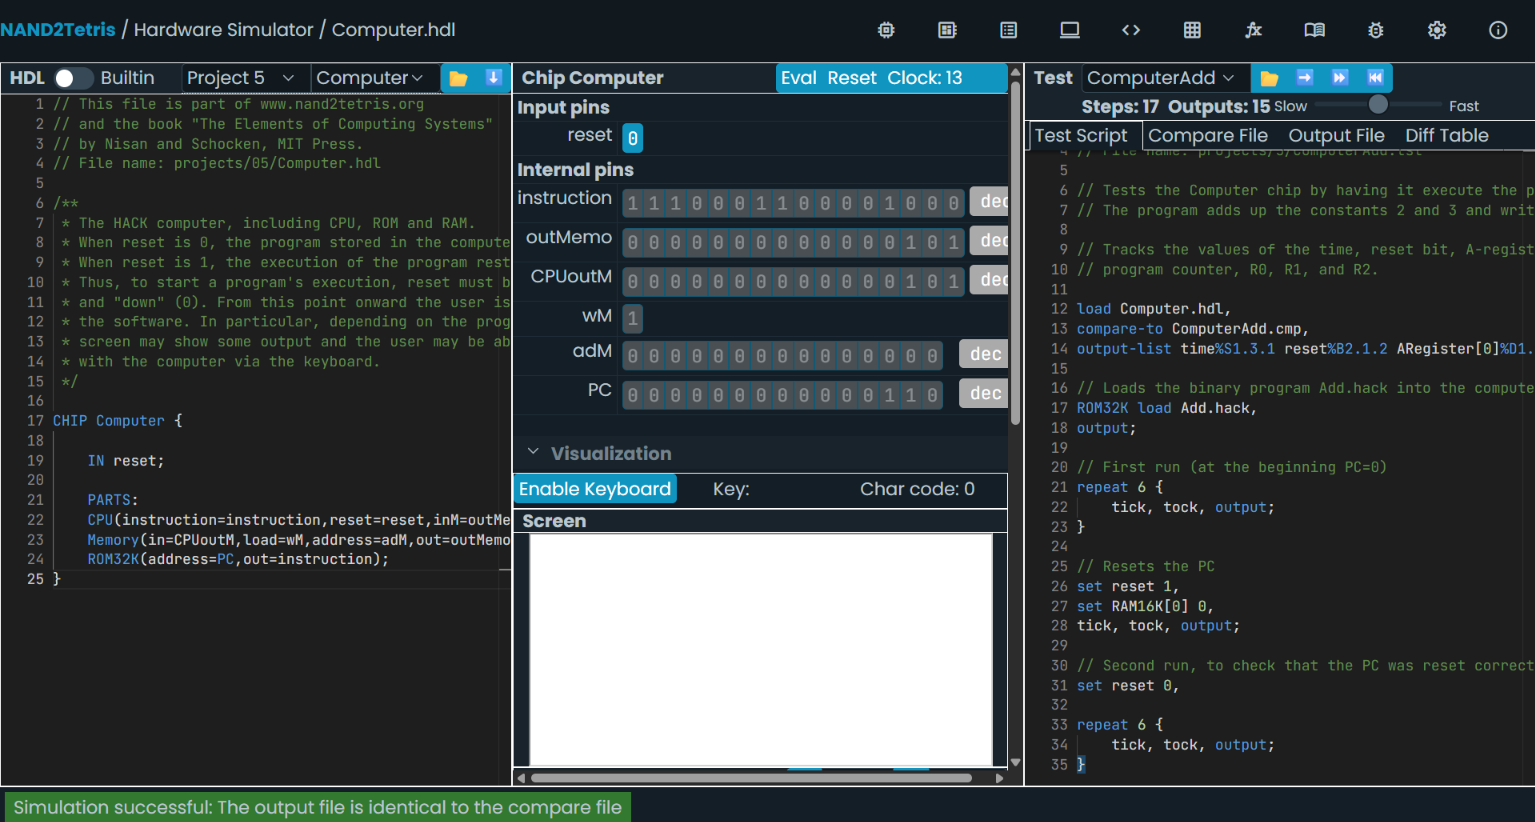 NAND2Tetris / Hardware Simulator / Computer.hdl
HDL Builtin Project 5 Computer
1 // This file is part of www.nand2tetris.org
2 // and the book "The Elements of Computing Systems"
3 // by Nisan and Schocken, MIT Press.
4 // File name: projects/05/Computer.hdl
5
6 /**
7 * The HACK computer, including CPU, ROM and RAM.
8 * When reset is 0, the program stored in the compute
9 * When reset is 1, the execution of the program rest
10 * Thus, to start a program's execution, reset must b
11 * and "down" (0). From this point onward the user is
12 * the software. In particular, depending on the prog
13 * screen may show some output and the user may be ab
14 * with the computer via the keyboard.
15 */
16
17 CHIP Computer {
18
19 IN reset;
20
21 PARTS:
22 CPU(instruction=instruction,reset=reset,inM=outMe
23 Memory(in=CPUoutM,load=wM,address=adM,out=outMemo
24 ROM32K(address=PC,out=instruction);
25 }
Chip Computer Eval Reset Clock: 13
Input pins
reset 0
Internal pins
instruction 1 1 1 0 0 0 1 1 0 0 0 0 1 0 0 0 dec
outMemo 0 0 0 0 0 0 0 0 0 0 0 0 0 1 0 1 dec
CPUoutM 0 0 0 0 0 0 0 0 0 0 0 0 0 1 0 1 dec
wM 1
adM 0 0 0 0 0 0 0 0 0 0 0 0 0 0 0 dec
PC 0 0 0 0 0 0 0 0 0 0 0 0 1 1 0 dec
Visualization
Enable Keyboard Key: Char code: 0
Screen
Test ComputerAdd
Steps: 17 Outputs: 15 Slow Fast
Test Script Compare File Output File Diff Table
4 // File name: projects/5/ComputerAdd.tst
5
6 // Tests the Computer chip by having it execute the p
7 // The program adds up the constants 2 and 3 and writ
8
9 // Tracks the values of the time, reset bit, A-regist
10 // program counter, R0, R1, and R2.
11
12 load Computer.hdl,
13 compare-to ComputerAdd.cmp,
14 output-list time%S1.3.1 reset%B2.1.2 ARegister[0]%D1.
15
16 // Loads the binary program Add.hack into the compute
17 ROM32K load Add.hack,
18 output;
19
20 // First run (at the beginning PC=0)
21 repeat 6 {
22 tick, tock, output;
23 }
24
25 // Resets the PC
26 set reset 1,
27 set RAM16K[0] 0,
28 tick, tock, output;
29
30 // Second run, to check that the PC was reset correct
31 set reset 0,
32
33 repeat 6 {
34 tick, tock, output;
35 }
Simulation successful: The output file is identical to the compare file